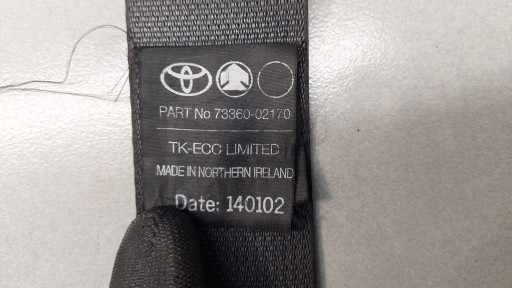 PART No 73360-02170
TK-ECC LIMITED
MADE IN NORTHERN IRELAND
Date: 140102